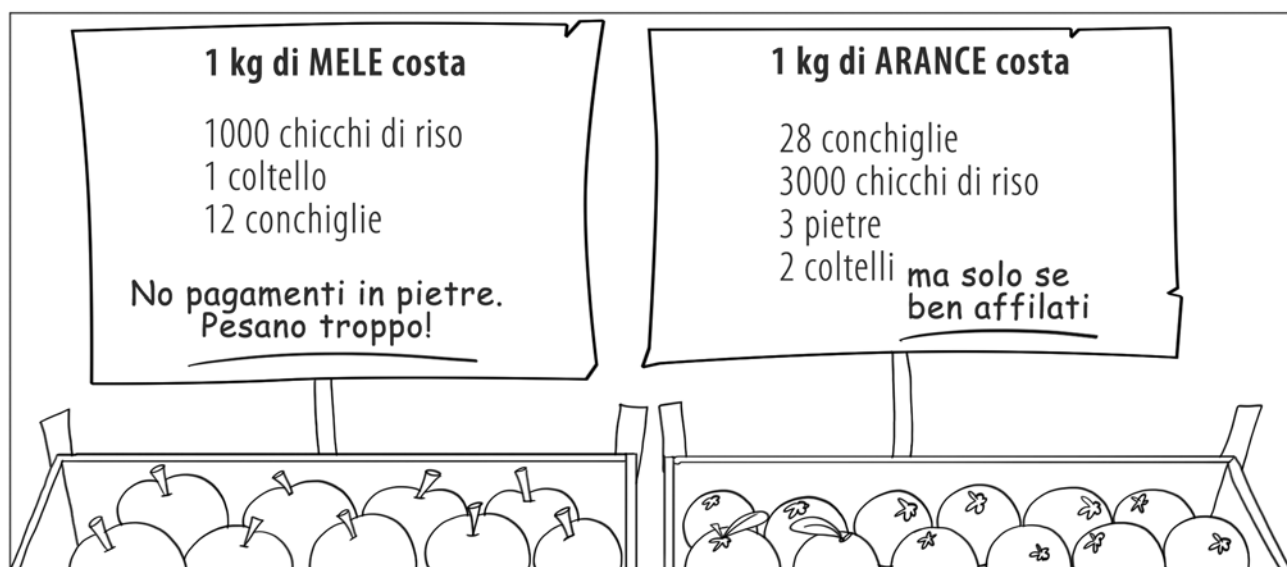 1 kg di MELE costa
1000 chicchi di riso
1 coltello
12 conchiglie
No pagamenti in pietre.
Pesano troppo!
1 kg di ARANCE costa
28 conchiglie
3000 chicchi di riso
3 pietre
2 coltelli ma solo se
ben affilati